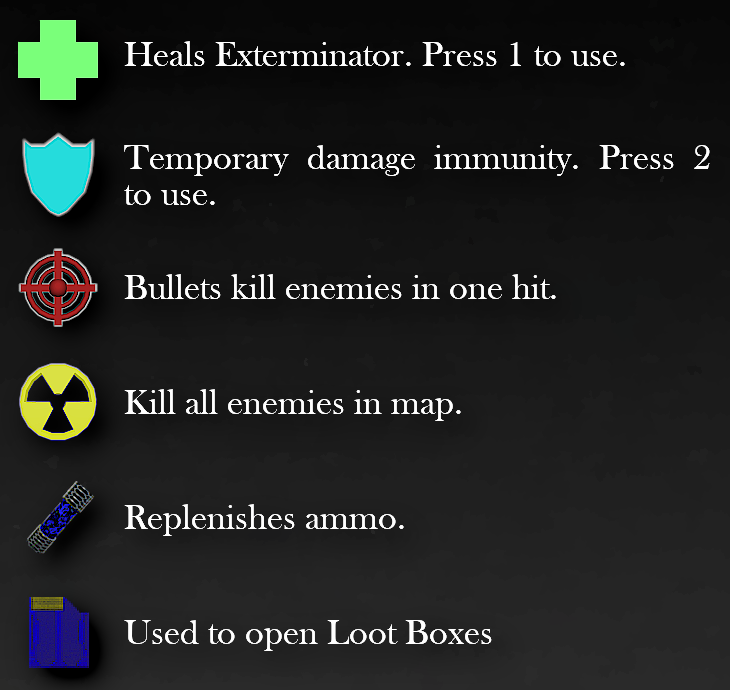 Heals Exterminator. Press 1 to use.
Temporary damage immunity. Press 2
to use.
Bullets kill enemies in one hit.
Kill all enemies in map.
Replenishes ammo.
Used to open Loot Boxes